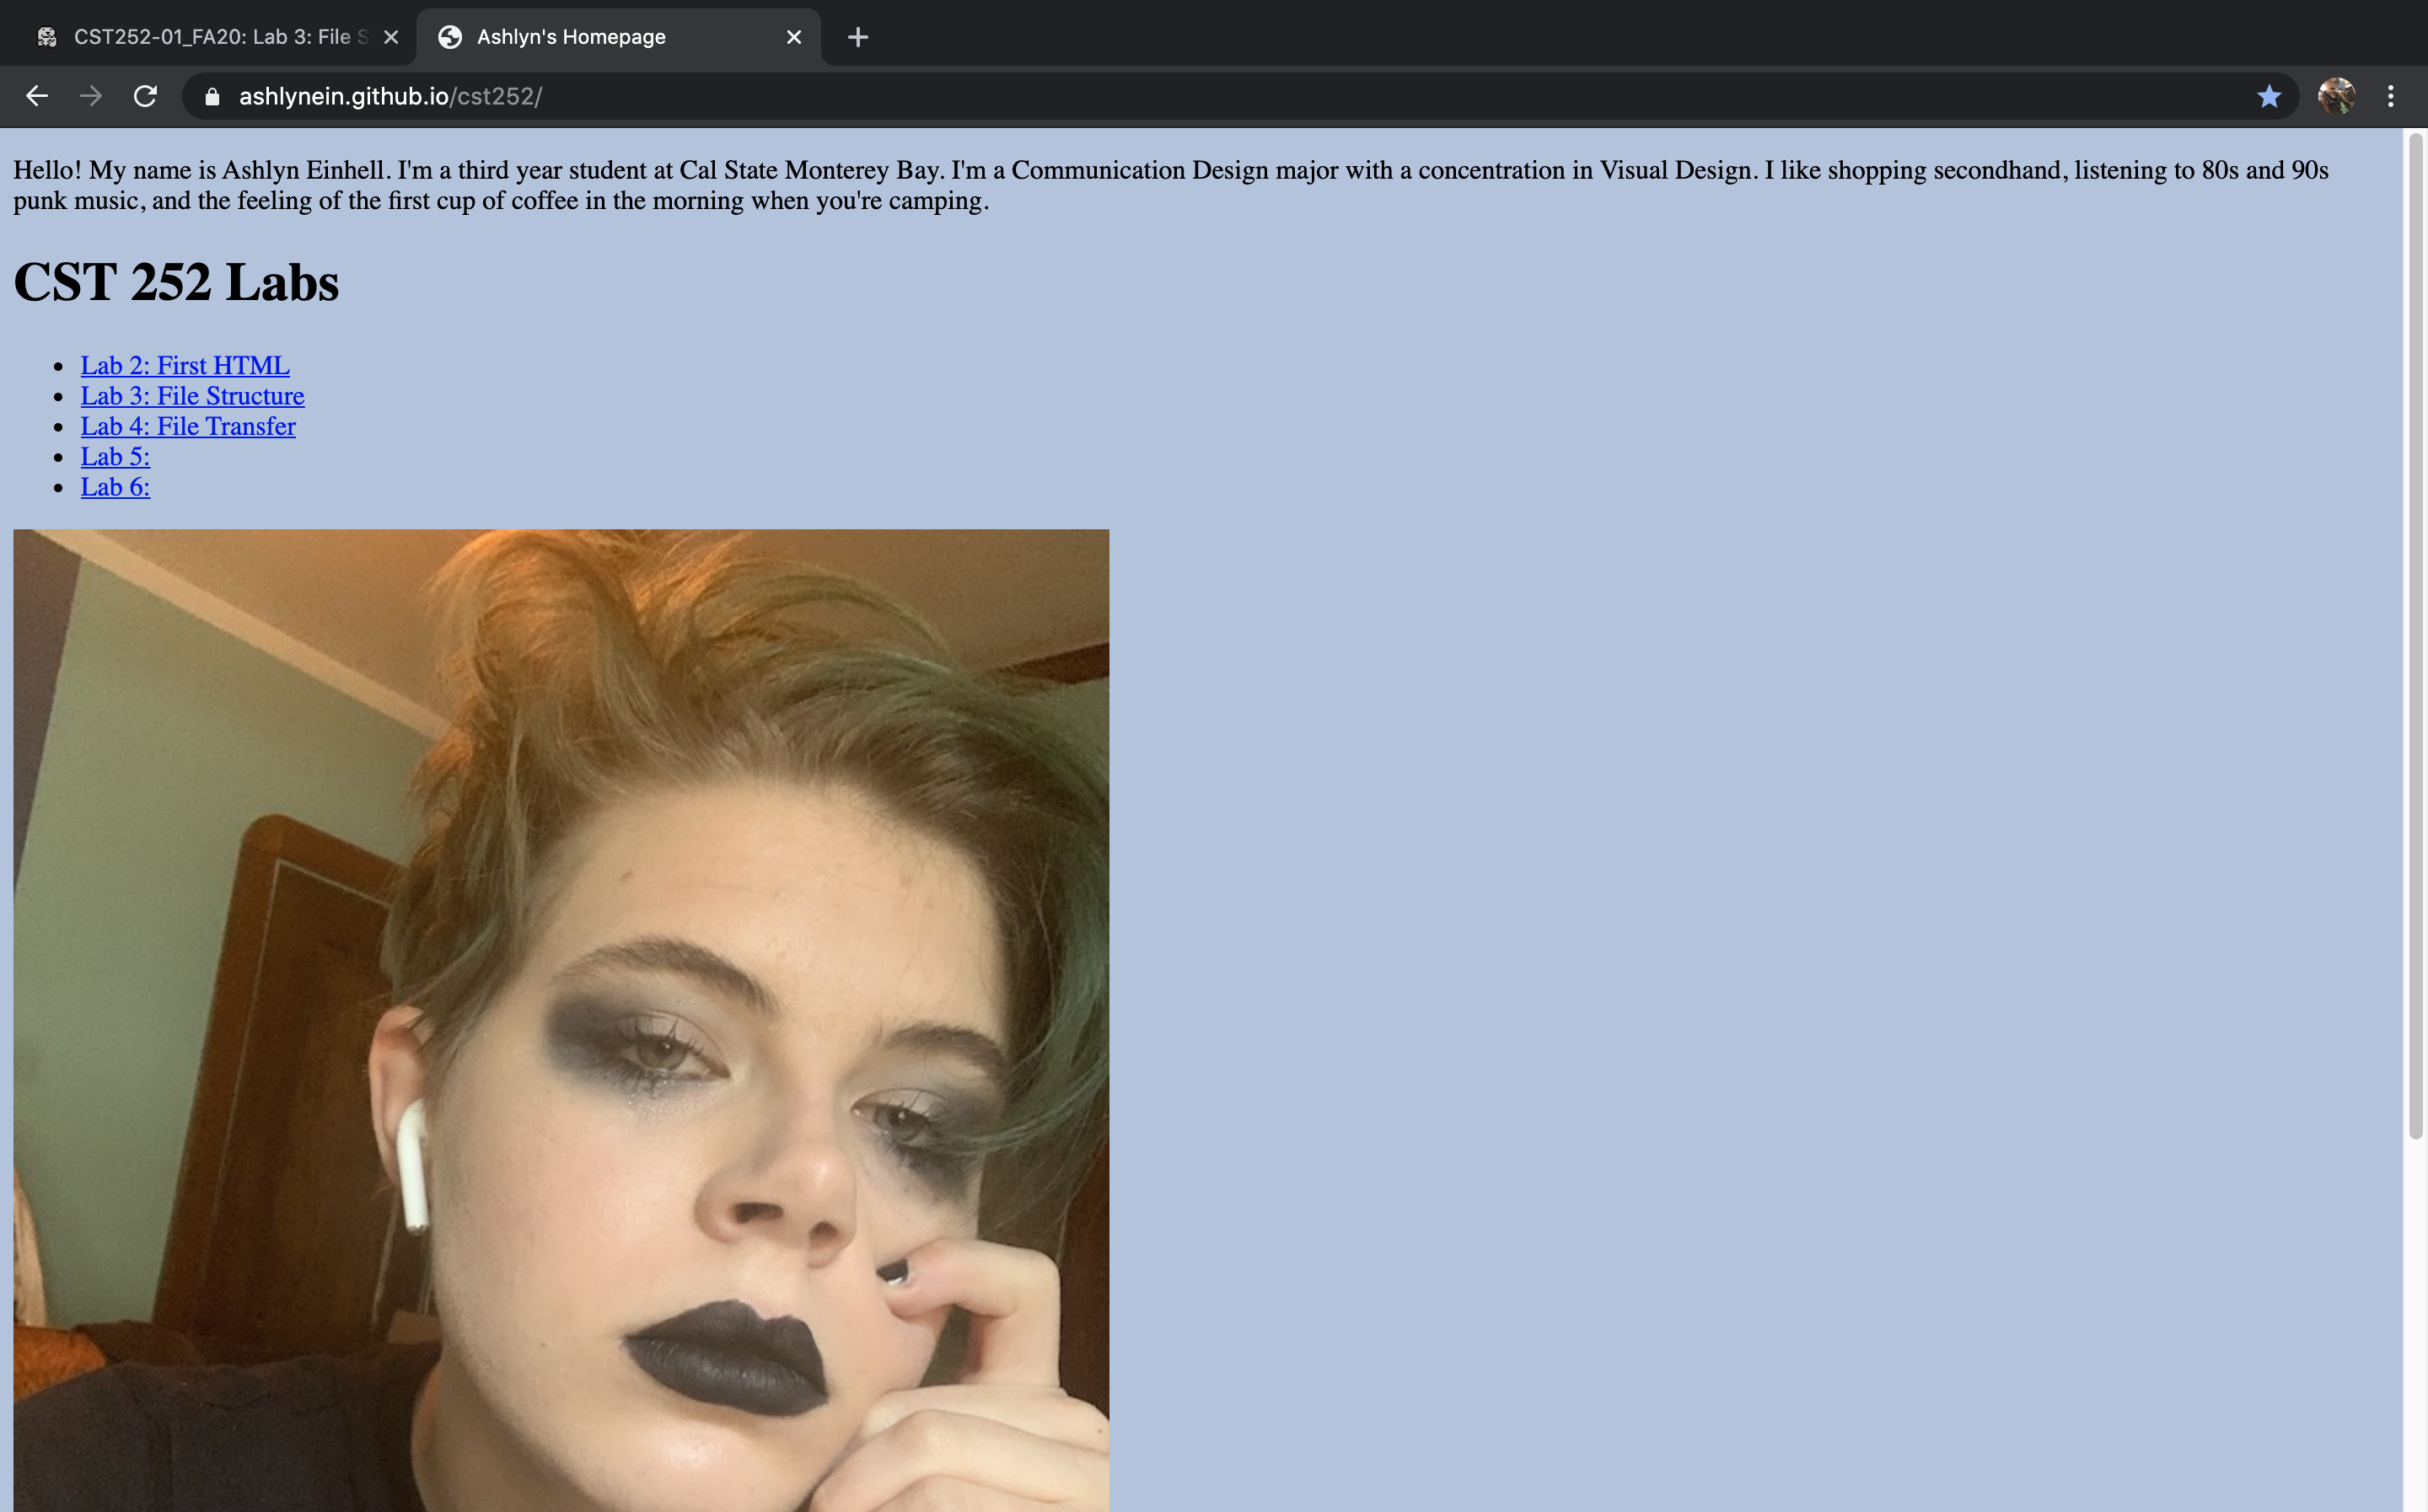 CST252-01_FA20: Lab 3: File S
Ashlyn's Homepage
ashlynein.github.io/cst252/
Hello! My name is Ashlyn Einhell. I'm a third year student at Cal State Monterey Bay. I'm a Communication Design major with a concentration in Visual Design. I like shopping secondhand, listening to 80s and 90s
punk music, and the feeling of the first cup of coffee in the morning when you're camping.
CST 252 Labs
Lab 2: First HTML
Lab 3: File Structure
Lab 4: File Transfer
Lab 5:
Lab 6: